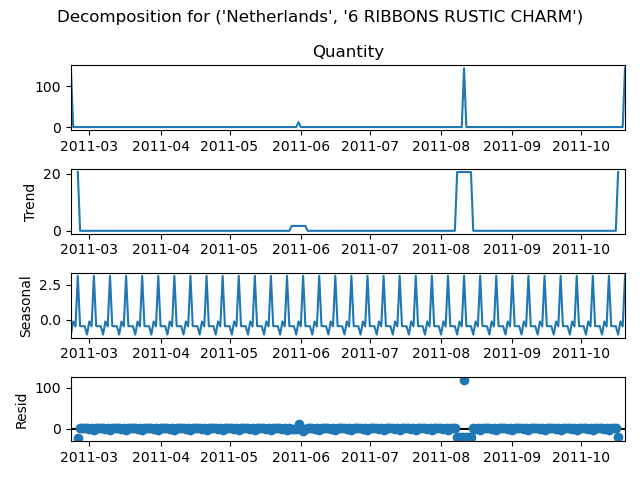 Decomposition for ('Netherlands', '6 RIBBONS RUSTIC CHARM')
Quantity
100
0
2011-03 2011-04 2011-05 2011-06 2011-07 2011-08 2011-09 2011-10
Trend
20
0
2011-03 2011-04 2011-05 2011-06 2011-07 2011-08 2011-09 2011-10
Seasonal
2.5
0.0
2011-03 2011-04 2011-05 2011-06 2011-07 2011-08 2011-09 2011-10
Resid
100
0
2011-03 2011-04 2011-05 2011-06 2011-07 2011-08 2011-09 2011-10